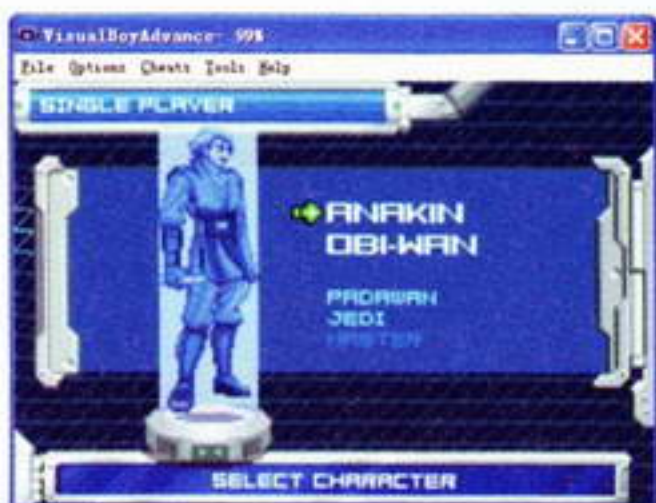 VisualBoyAdvance- 99%
File Options Cheats Tools Help
SINGLE PLAYER
ANAKIN
OBI-WAN
PADAWAN
JEDI
MASTER
SELECT CHARACTER